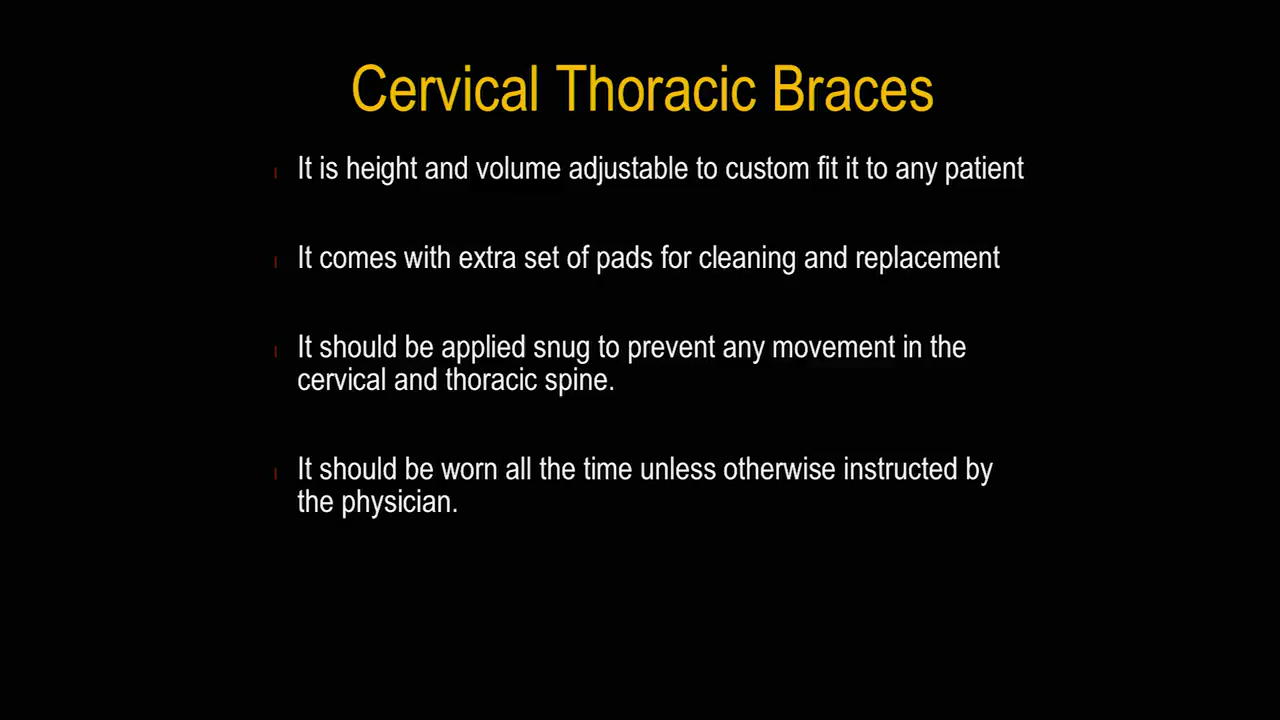 Cervical Thoracic Braces
It is height and volume adjustable to custom fit it to any patient
It comes with extra set of pads for cleaning and replacement
It should be applied snug to prevent any movement in the
cervical and thoracic spine.
It should be worn all the time unless otherwise instructed by
the physician.